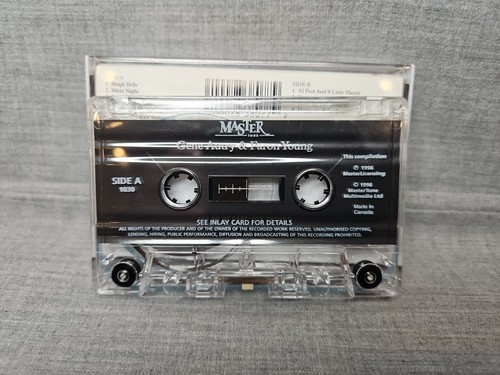 1. Sleigh Bells
2. Silent Night
SIDE B
1. 32 Feet And 8 Little Hands
MASTER
TONE
Gene Autry & Faron Young
SIDE A
1030
This compilation
℗ 1996
MasterLicensing
© 1996
MasterTone
Multimedia Ltd
Made in
Canada
SEE INLAY CARD FOR DETAILS
ALL RIGHTS OF THE PRODUCER AND OF THE OWNER OF THE RECORDED WORK RESERVED. UNAUTHORISED COPYING,
LENDING, HIRING, PUBLIC PERFORMANCE, DIFFUSION AND BROADCASTING OF THIS RECORDING PROHIBITED.